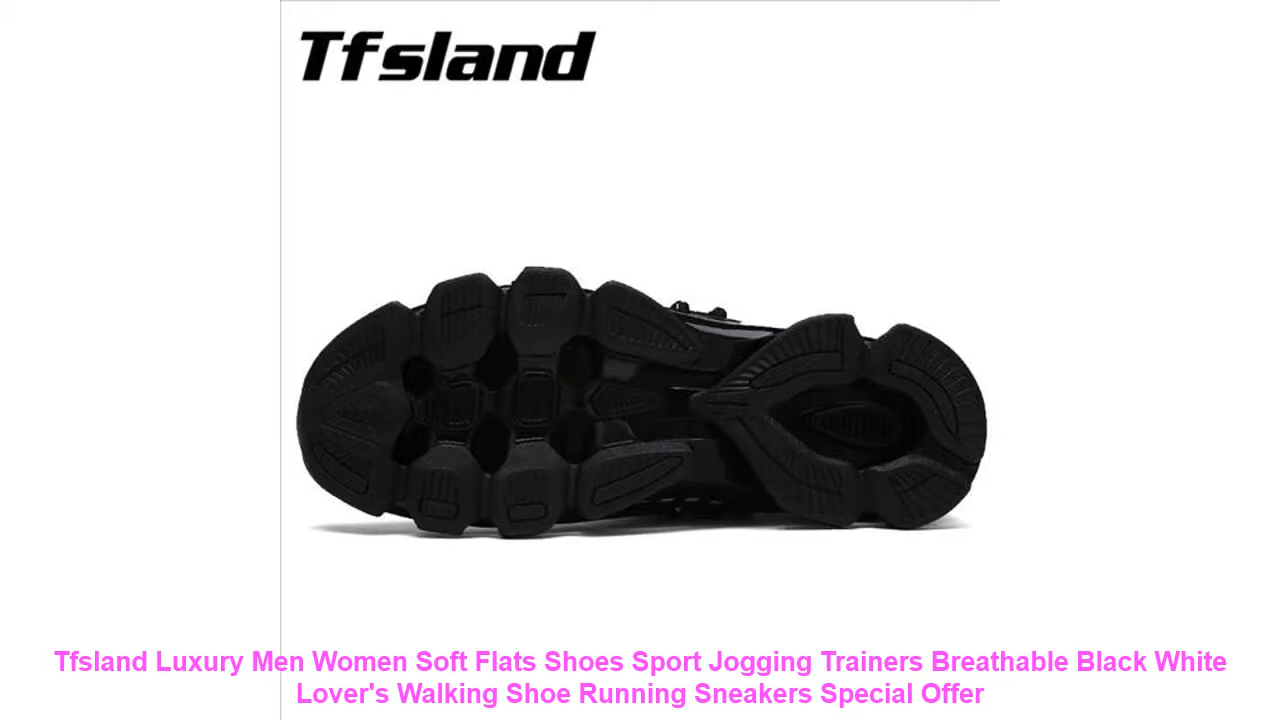 Tfsland
Tfsland Luxury Men Women Soft Flats Shoes Sport Jogging Trainers Breathable Black White
Lover's Walking Shoe Running Sneakers Special Offer